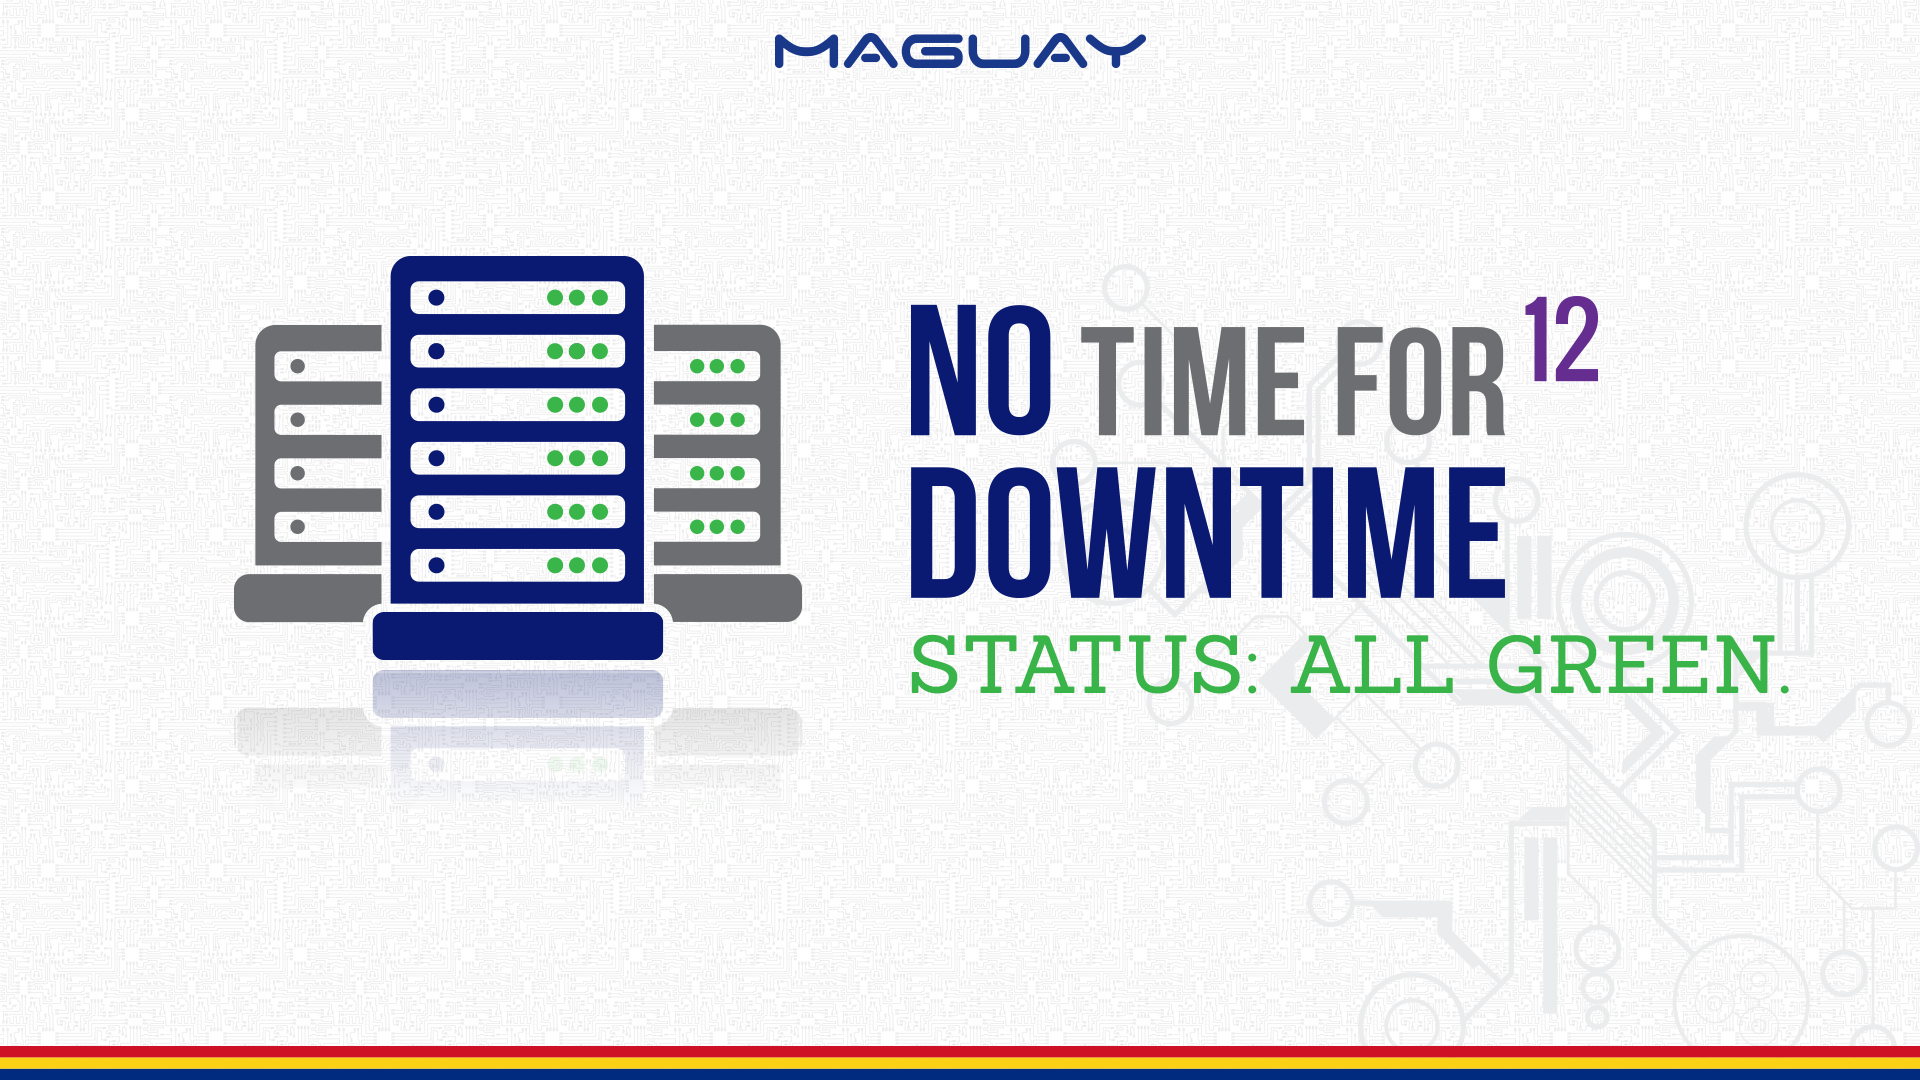 MAGUAY
NO TIME FOR 12
DOWNTIME
STATUS: ALL GREEN.